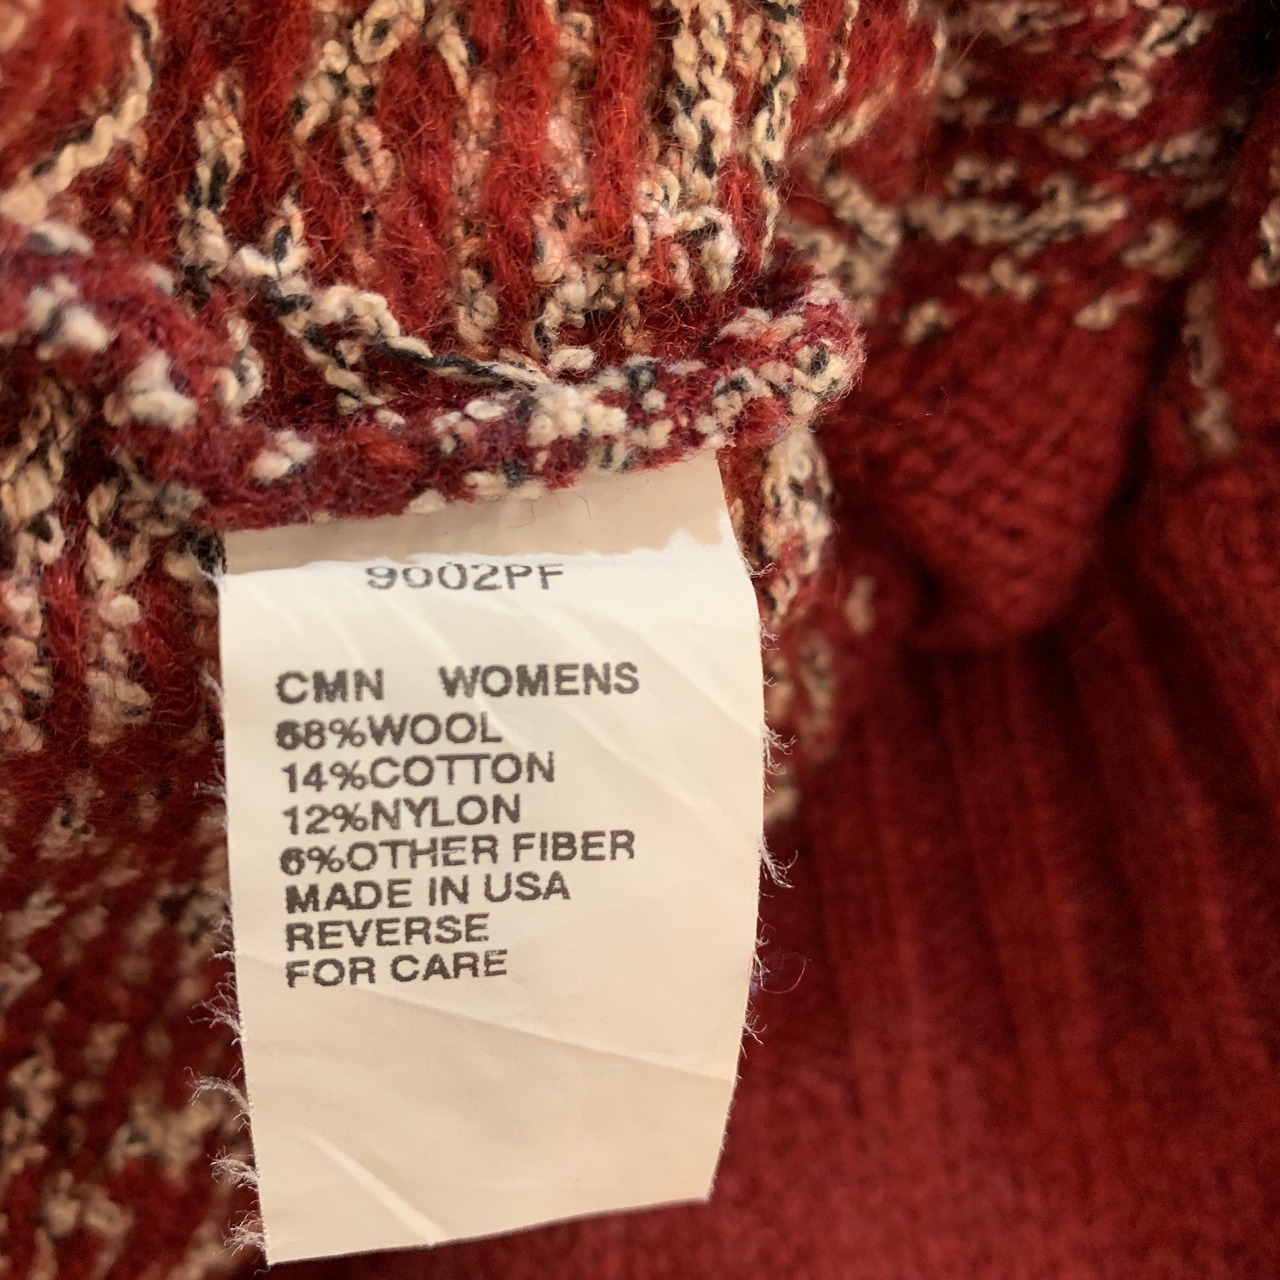 9002PF
CMN WOMENS
68%WOOL
14%COTTON
12%NYLON
6%OTHER FIBER
MADE IN USA
REVERSE
FOR CARE